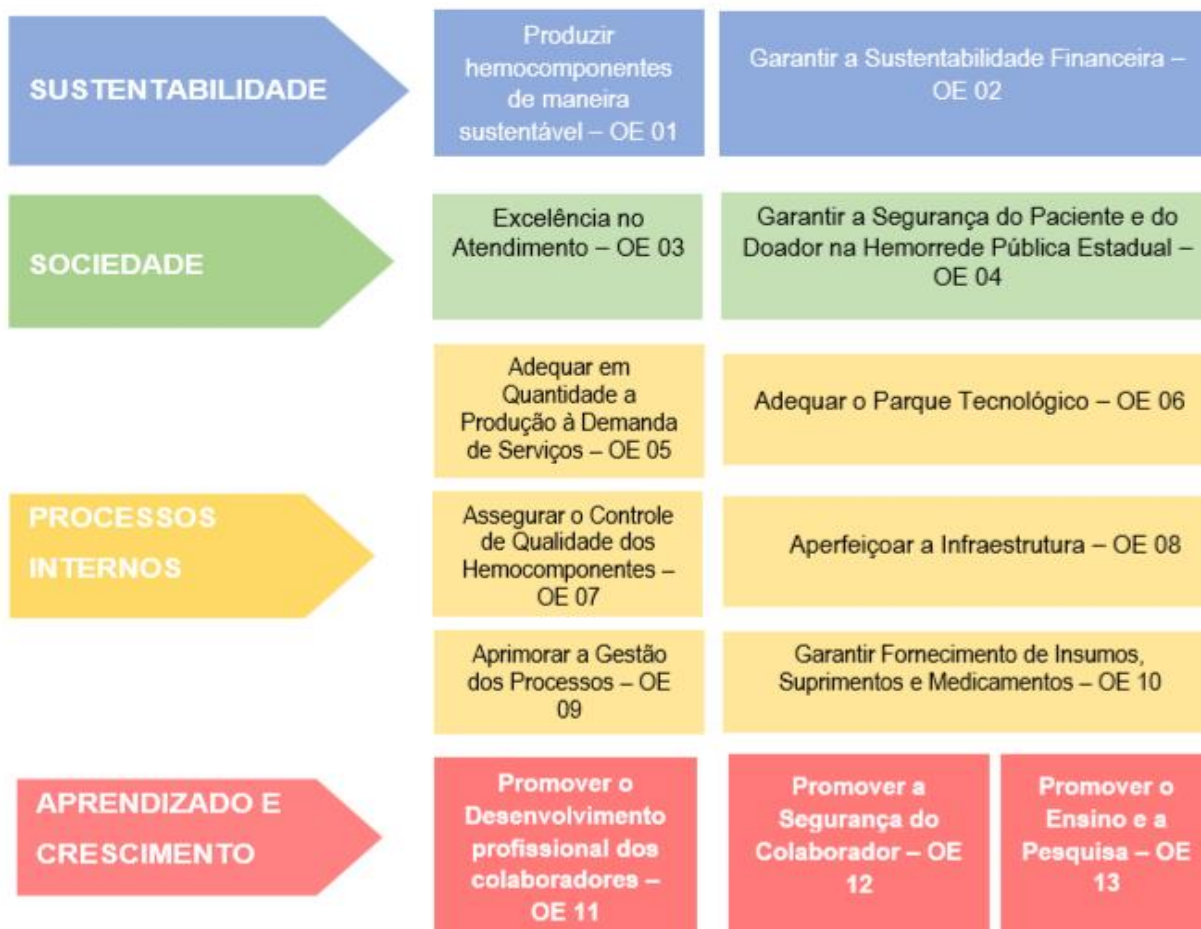 SUSTENTABILIDADE
Produzir
hemocomponentes
de maneira
sustentável – OE 01
Garantir a Sustentabilidade Financeira –
OE 02
SOCIEDADE
Excelência no
Atendimento – OE 03
Garantir a Segurança do Paciente e do
Doador na Hemorrede Pública Estadual –
OE 04
PROCESSOS
INTERNOS
Adequar em
Quantidade a
Produção à Demanda
de Serviços – OE 05
Adequar o Parque Tecnológico – OE 06
Assegurar o Controle
de Qualidade dos
Hemocomponentes –
OE 07
Aperfeiçoar a Infraestrutura – OE 08
Aprimorar a Gestão
dos Processos – OE
09
Garantir Fornecimento de Insumos,
Suprimentos e Medicamentos – OE 10
APRENDIZADO E
CRESCIMENTO
Promover o
Desenvolvimento
profissional dos
colaboradores –
OE 11
Promover a
Segurança do
Colaborador – OE
12
Promover o
Ensino e a
Pesquisa – OE
13